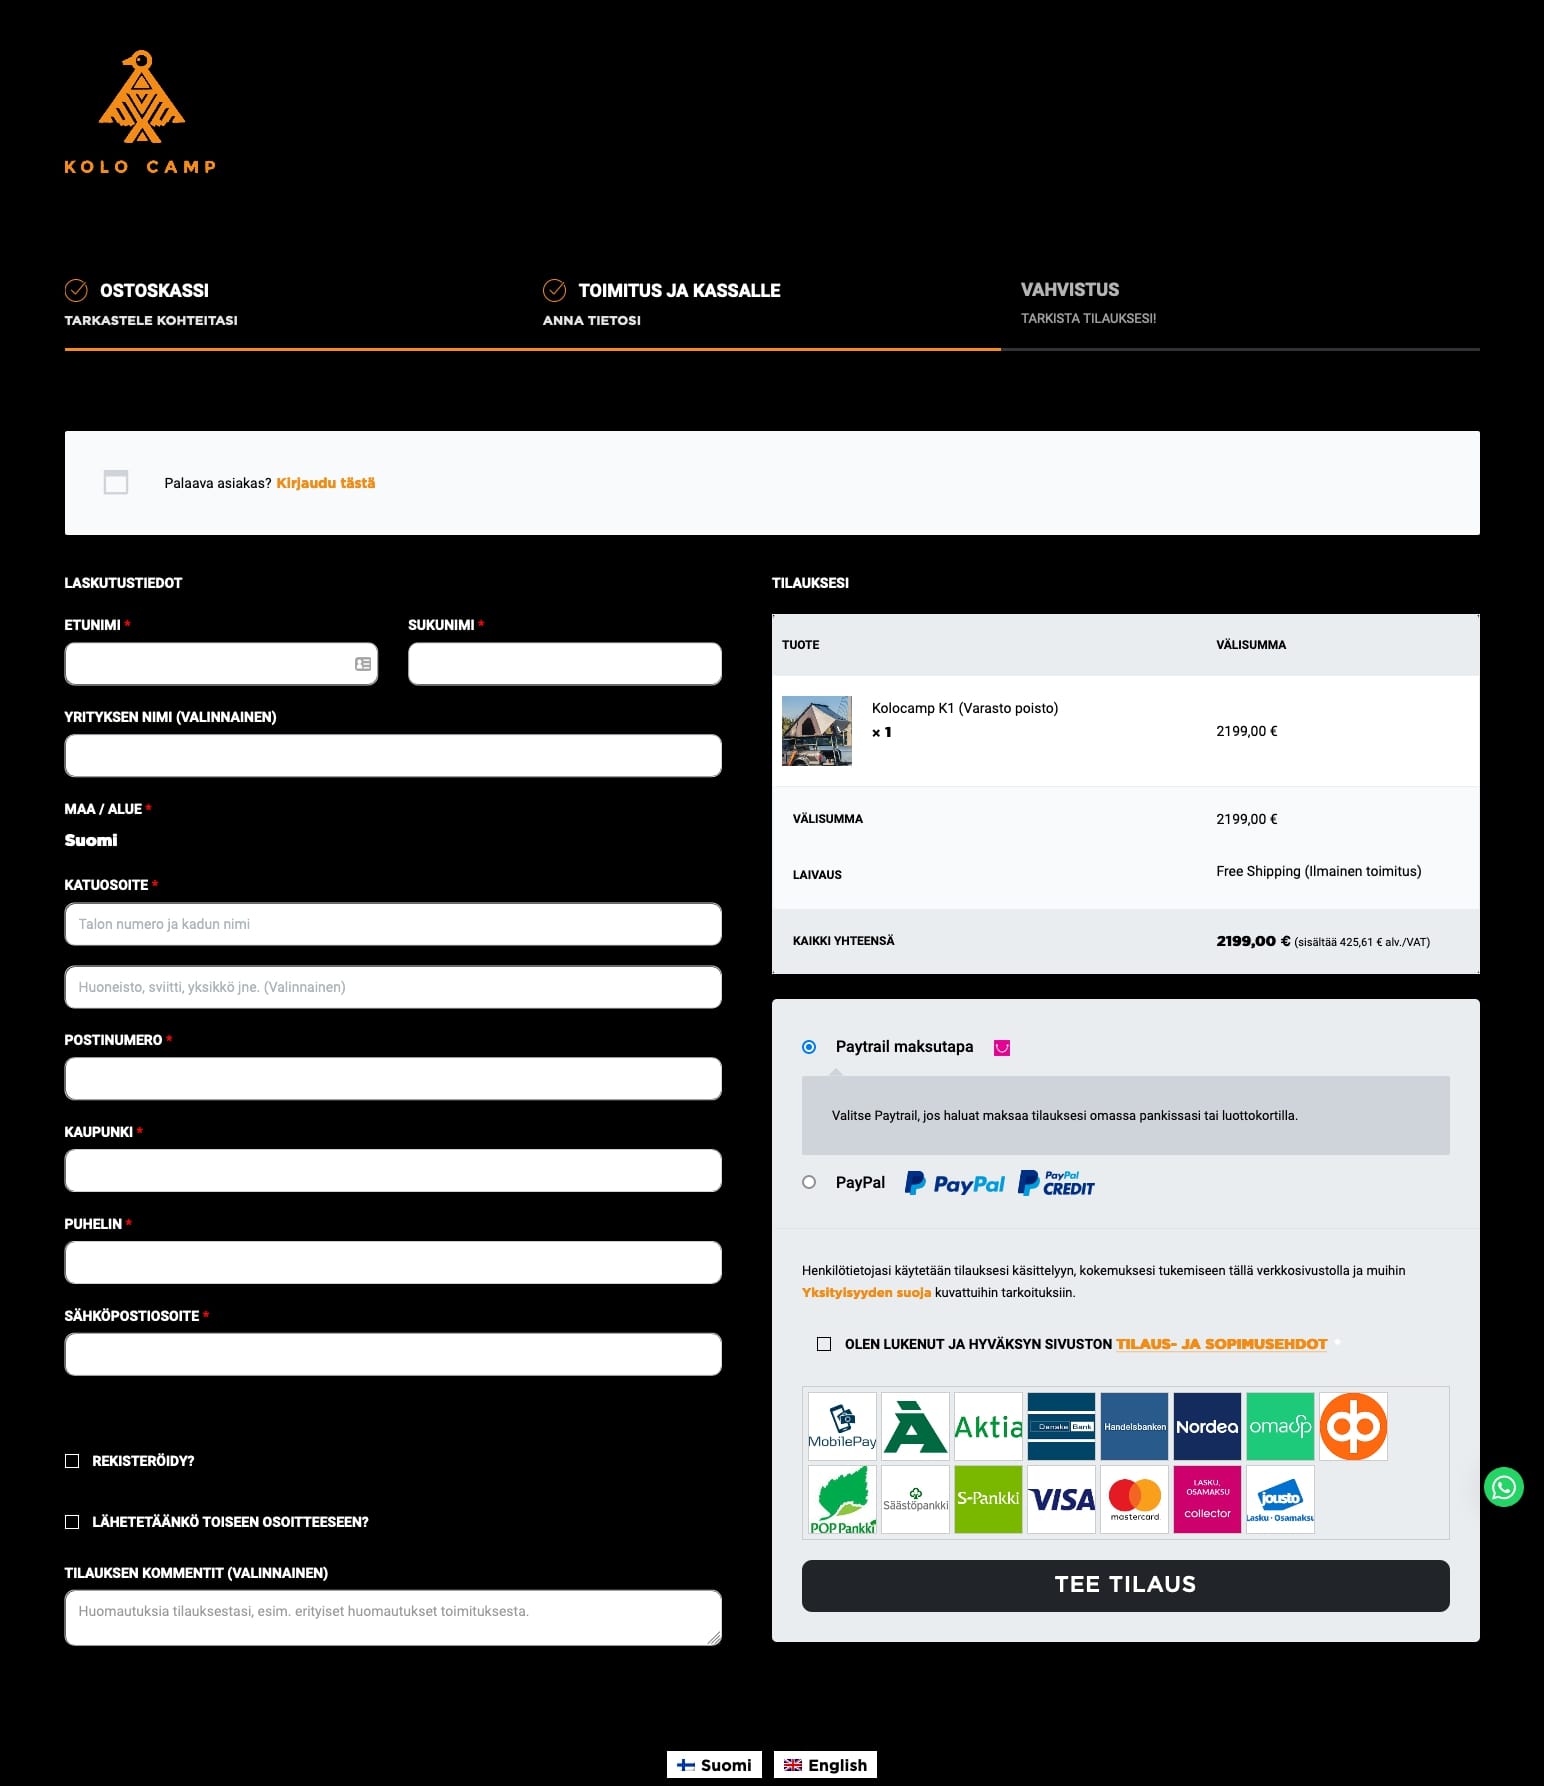 KOLO CAMP
OSTOSKASSI
TARKASTELE KOHTEITASI
TOIMITUS JA KASSALLE
ANNA TIETOSI
VAHVISTUS
TARKISTA TILAUKSESI!
Palaava asiakas? Kirjaudu tästä
LASKUTUSTIEDOT
ETUNIMI *
SUKUNIMI *
YRITYKSEN NIMI (VALINNAINEN)
MAA / ALUE *
Suomi
KATUOSOITE *
Talon numero ja kadun nimi
Huoneisto, sviitti, yksikkö jne. (Valinnainen)
POSTINUMERO *
KAUPUNKI *
PUHELIN *
SÄHKÖPOSTIOSOITE *
REKISTERÖIDY?
LÄHETETÄÄNKÖ TOISEEN OSOITTEESEEN?
TILAUKSEN KOMMENTIT (VALINNAINEN)
Huomautuksia tilauksestasi, esim. erityiset huomautukset toimituksesta.
TILAUKSESI
TUOTE VÄLISUMMA
Kolocamp K1 (Varasto poisto)
× 1
2199,00 €
VÄLISUMMA 2199,00 €
LAIVAUS Free Shipping (Ilmainen toimitus)
KAIKKI YHTEENSÄ 2199,00 € (sisältää 425,61 € alv./VAT)
Paytrail maksutapa
Valitse Paytrail, jos haluat maksaa tilauksesi omassa pankissasi tai luottokortilla.
PayPal PayPal PayPal CREDIT
Henkilötietojasi käytetään tilauksesi käsittelyyn, kokemuksesi tukemiseen tällä verkkosivustolla ja muihin
Yksityisyyden suoja kuvattuihin tarkoituksiin.
OLEN LUKENUT JA HYVÄKSYN SIVUSTON TILAUS- JA SOPIMUSEHDOT *
MobilePay Å Aktia Danske Bank Handelsbanken Nordea omasp op
POP Pankki Säästöpankki S-Pankki VISA mastercard LASKU, OSAMAKSU collector jousto Lasku · Osamaksu
TEE TILAUS
Suomi English